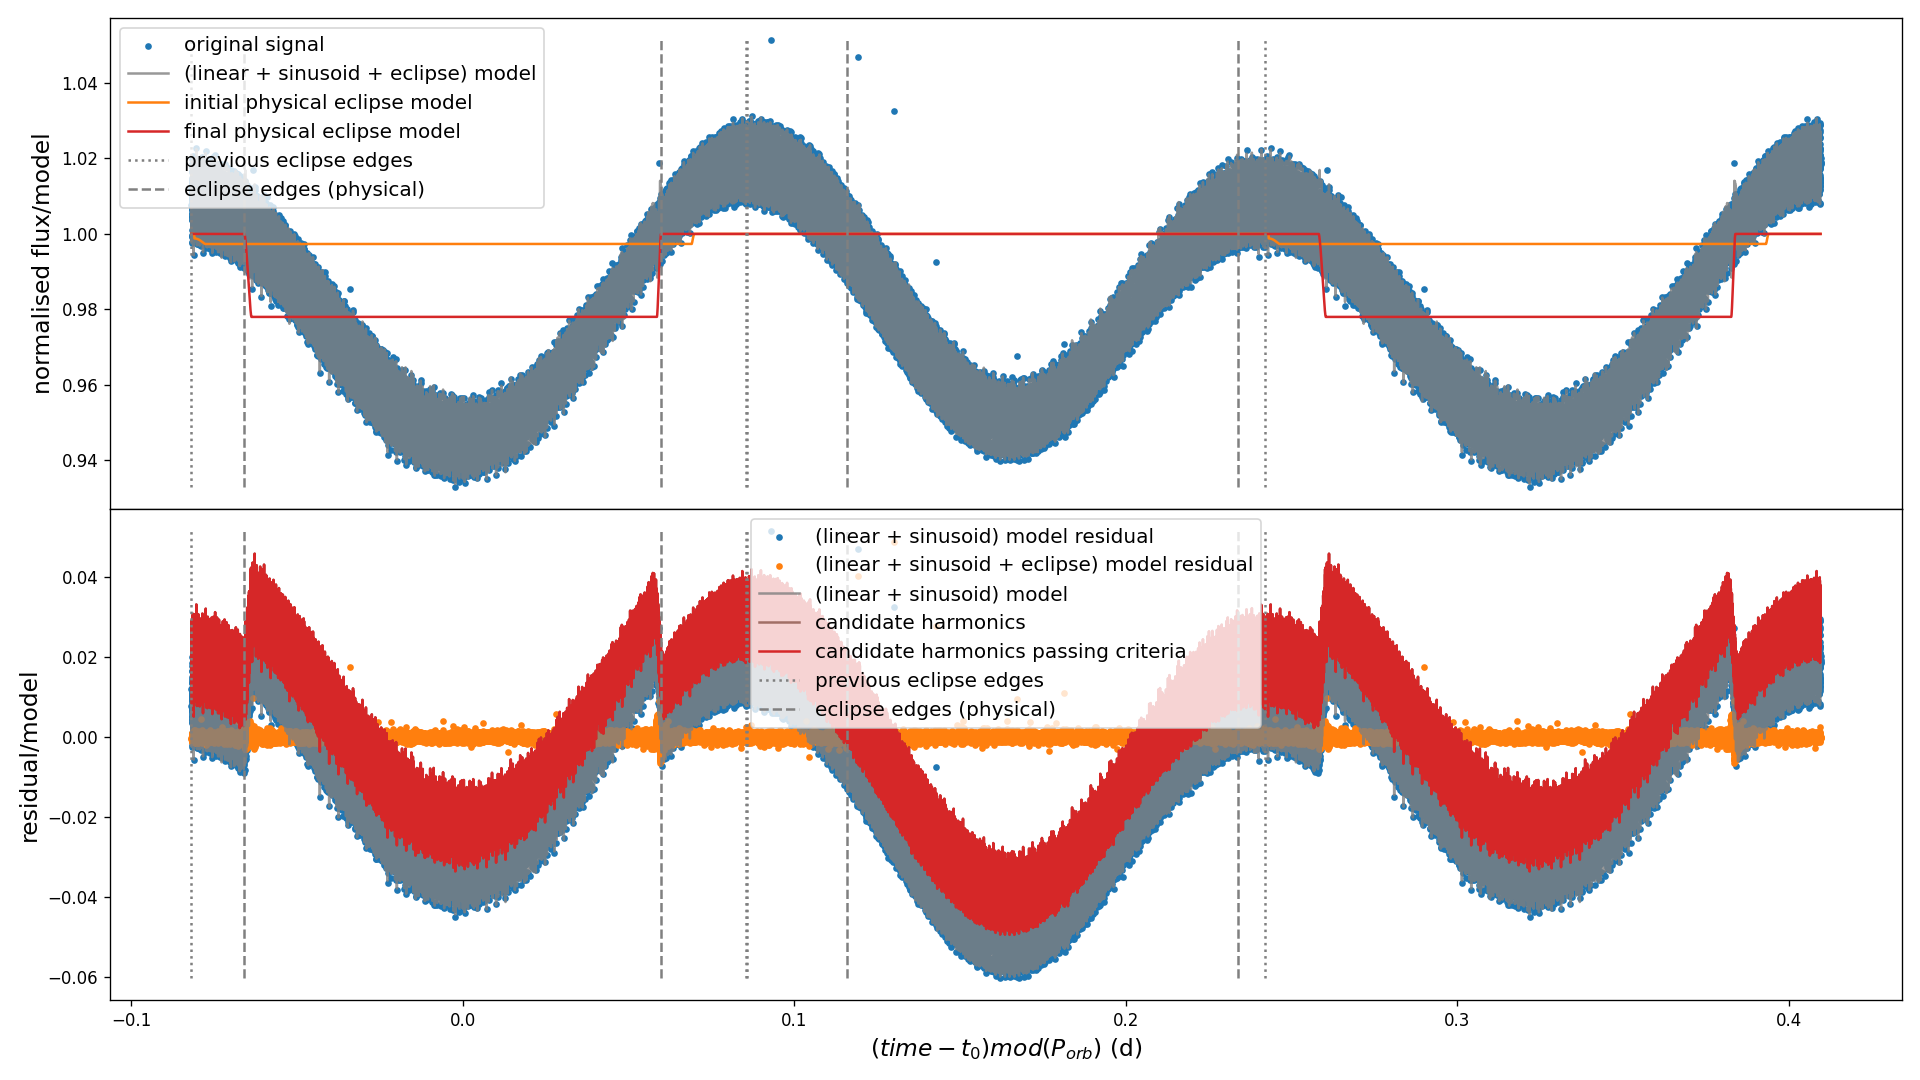 original signal
(linear + sinusoid + eclipse) model
initial physical eclipse model
final physical eclipse model
previous eclipse edges
eclipse edges (physical)
normalised flux/model
1.04
1.02
1.00
0.98
0.96
0.94
(linear + sinusoid) model residual
(linear + sinusoid + eclipse) model residual
(linear + sinusoid) model
candidate harmonics
candidate harmonics passing criteria
previous eclipse edges
eclipse edges (physical)
residual/model
0.04
0.02
0.00
−0.02
−0.04
−0.06
−0.1 0.0 0.1 0.2 0.3 0.4
(time − t₀)mod(P_orb) (d)